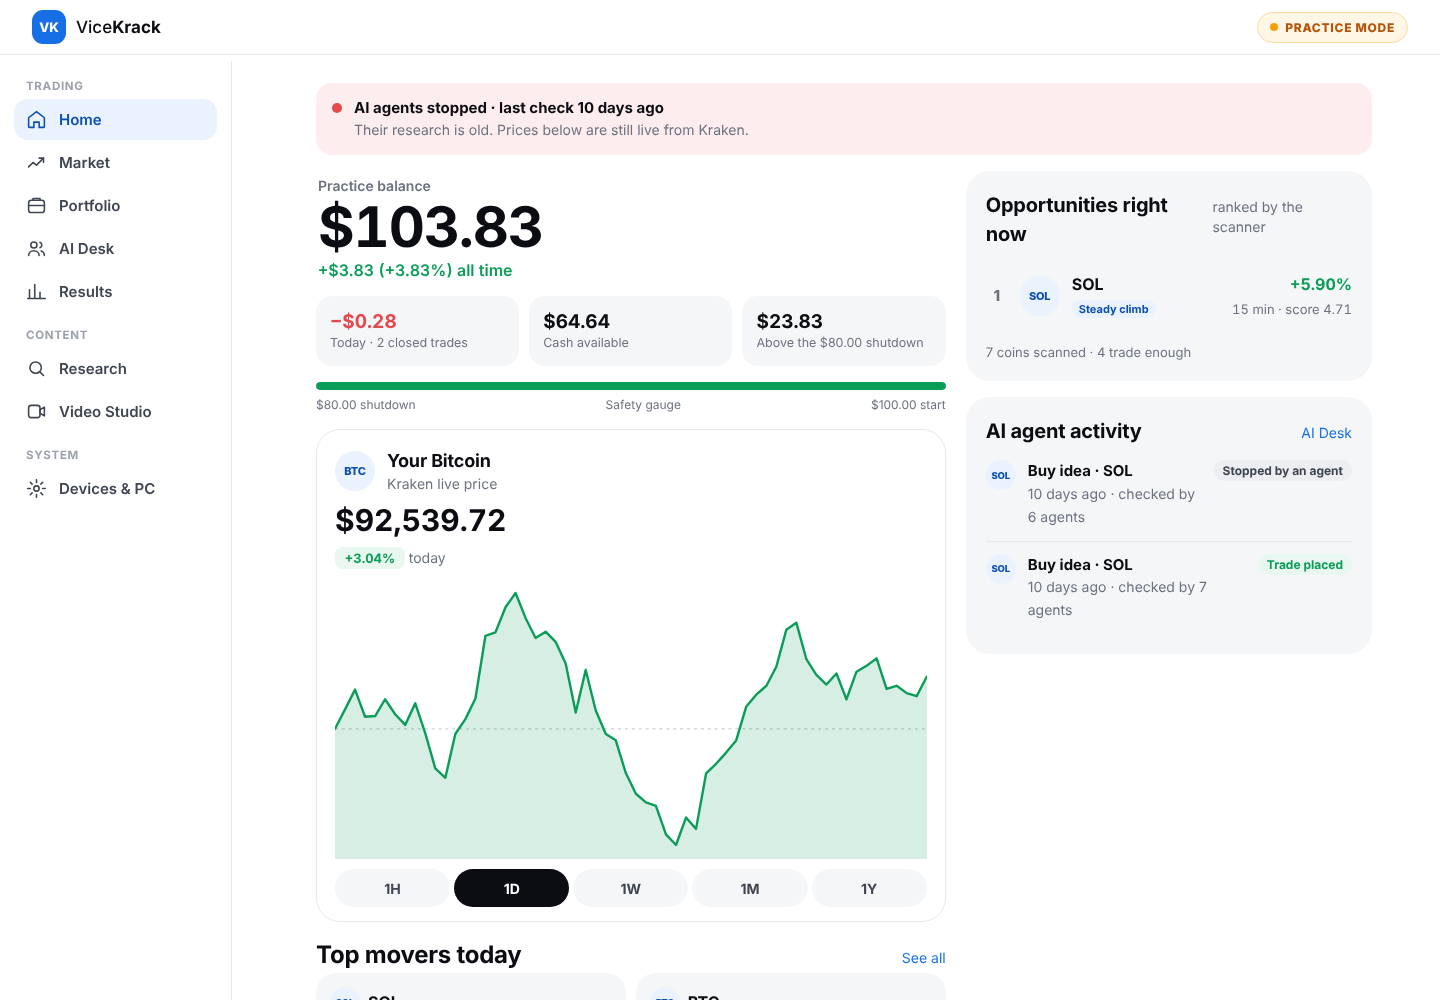 VK ViceKrack
PRACTICE MODE
TRADING
Home
Market
Portfolio
AI Desk
Results
CONTENT
Research
Video Studio
SYSTEM
Devices & PC
AI agents stopped · last check 10 days ago
Their research is old. Prices below are still live from Kraken.
Practice balance
$103.83
+$3.83 (+3.83%) all time
−$0.28
Today · 2 closed trades
$64.64
Cash available
$23.83
Above the $80.00 shutdown
$80.00 shutdown
Safety gauge
$100.00 start
BTC
Your Bitcoin
Kraken live price
$92,539.72
+3.04% today
1H
1D
1W
1M
1Y
Top movers today
See all
SOL
BTC
Opportunities right
now
ranked by the
scanner
1
SOL
SOL
Steady climb
+5.90%
15 min · score 4.71
7 coins scanned · 4 trade enough
AI agent activity
AI Desk
SOL
Buy idea · SOL
Stopped by an agent
10 days ago · checked by
6 agents
SOL
Buy idea · SOL
Trade placed
10 days ago · checked by 7
agents